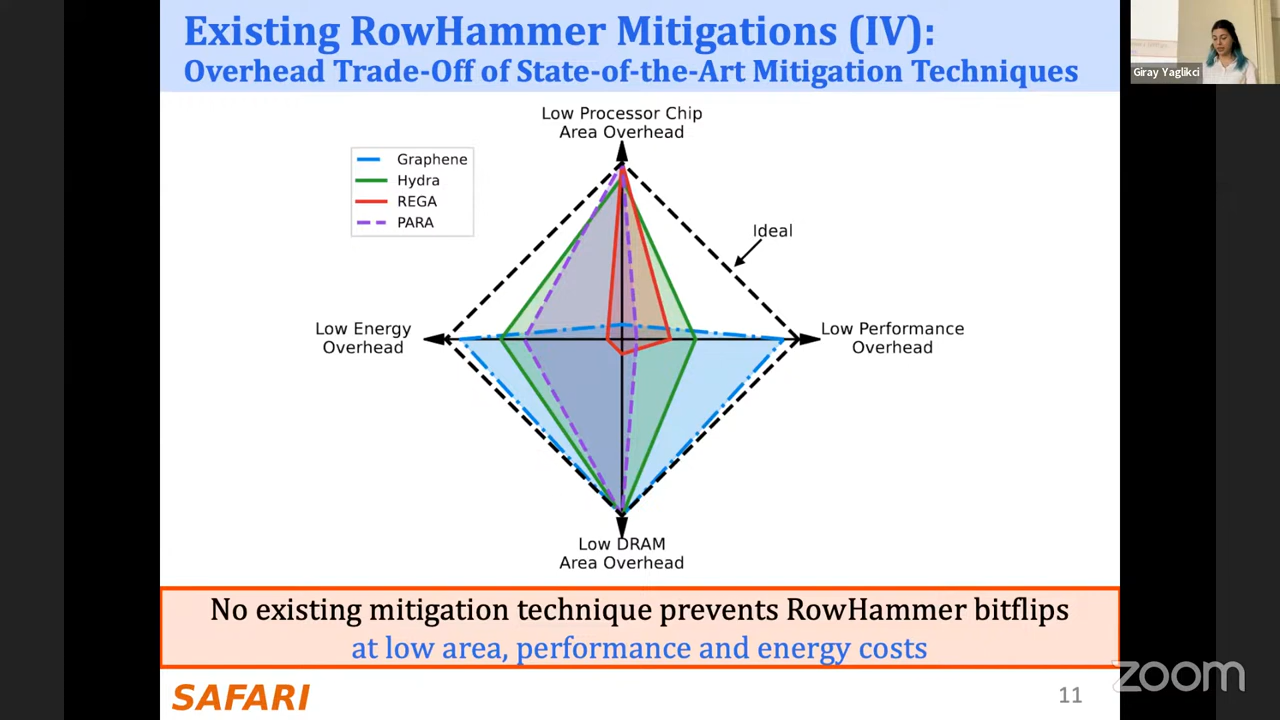 Existing RowHammer Mitigations (IV):
Overhead Trade-Off of State-of-the-Art Mitigation Techniques
Giray Yaglikci
Low Processor Chip
Area Overhead
Graphene
Hydra
REGA
PARA
Ideal
Low Energy
Overhead
Low Performance
Overhead
Low DRAM
Area Overhead
No existing mitigation technique prevents RowHammer bitflips
at low area, performance and energy costs
SAFARI
11
zoom